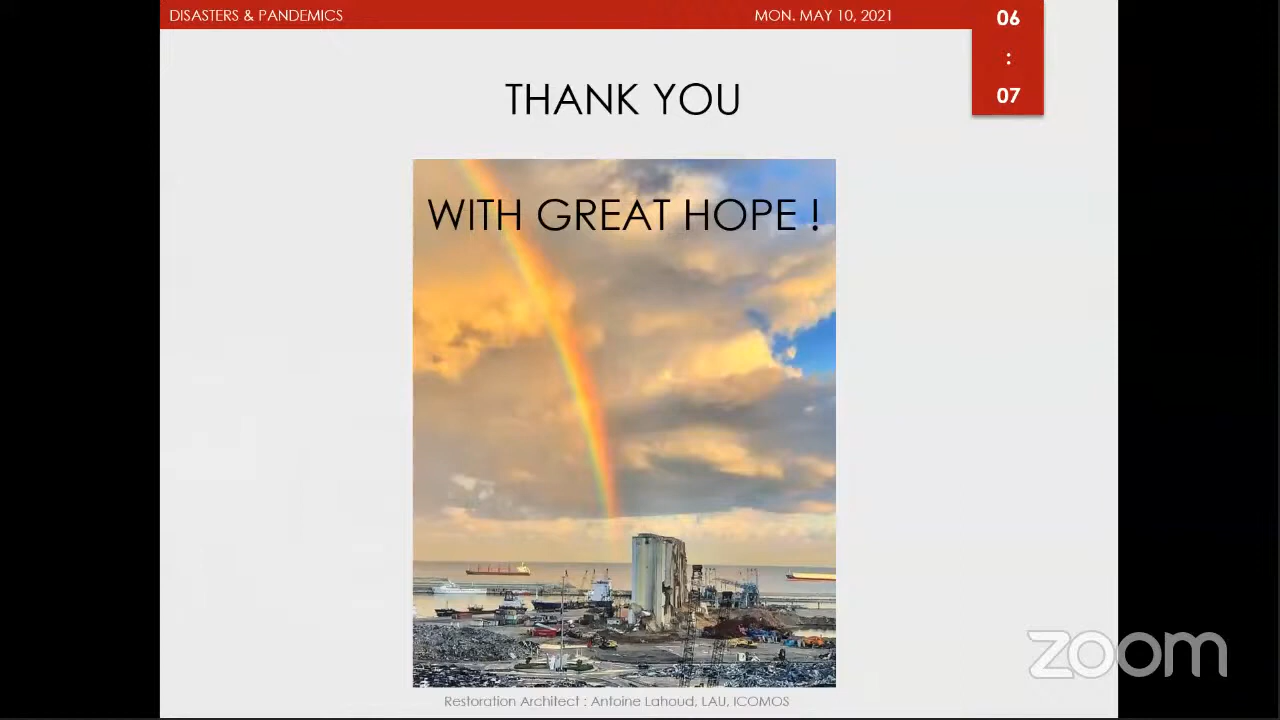 DISASTERS & PANDEMICS
MON. MAY 10, 2021
06
:
07
THANK YOU
WITH GREAT HOPE !
Restoration Architect : Antoine Lahoud, LAU, ICOMOS
zoom